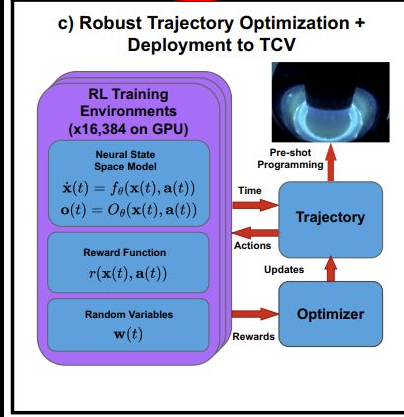 c) Robust Trajectory Optimization +
Deployment to TCV
RL Training
Environments
(x16,384 on GPU)
Neural State
Space Model
ẋ(t) = f_θ(x(t), a(t))
o(t) = O_θ(x(t), a(t))
Reward Function
r(x(t), a(t))
Random Variables
w(t)
Time
Actions
Rewards
Pre-shot
Programming
Trajectory
Updates
Optimizer